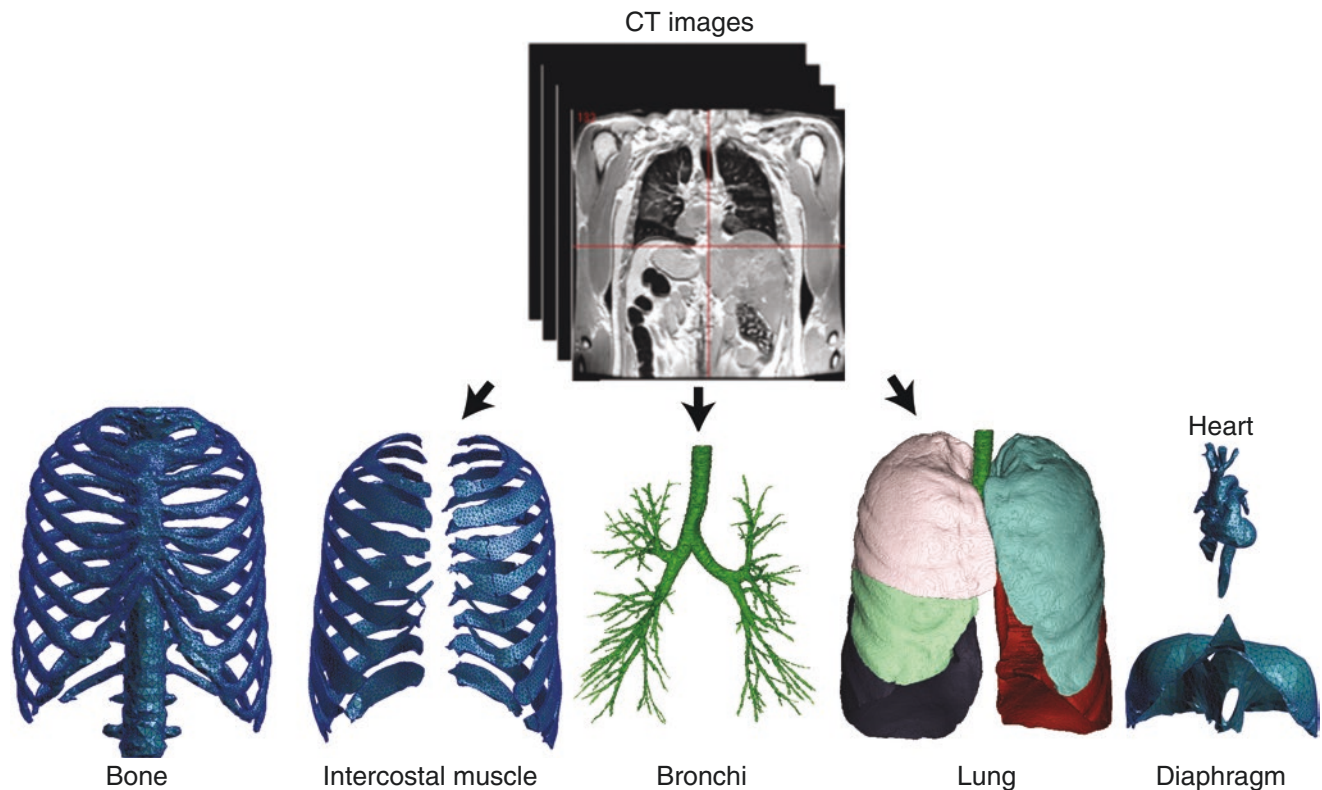 CT images
Heart
Bone
Intercostal muscle
Bronchi
Lung
Diaphragm